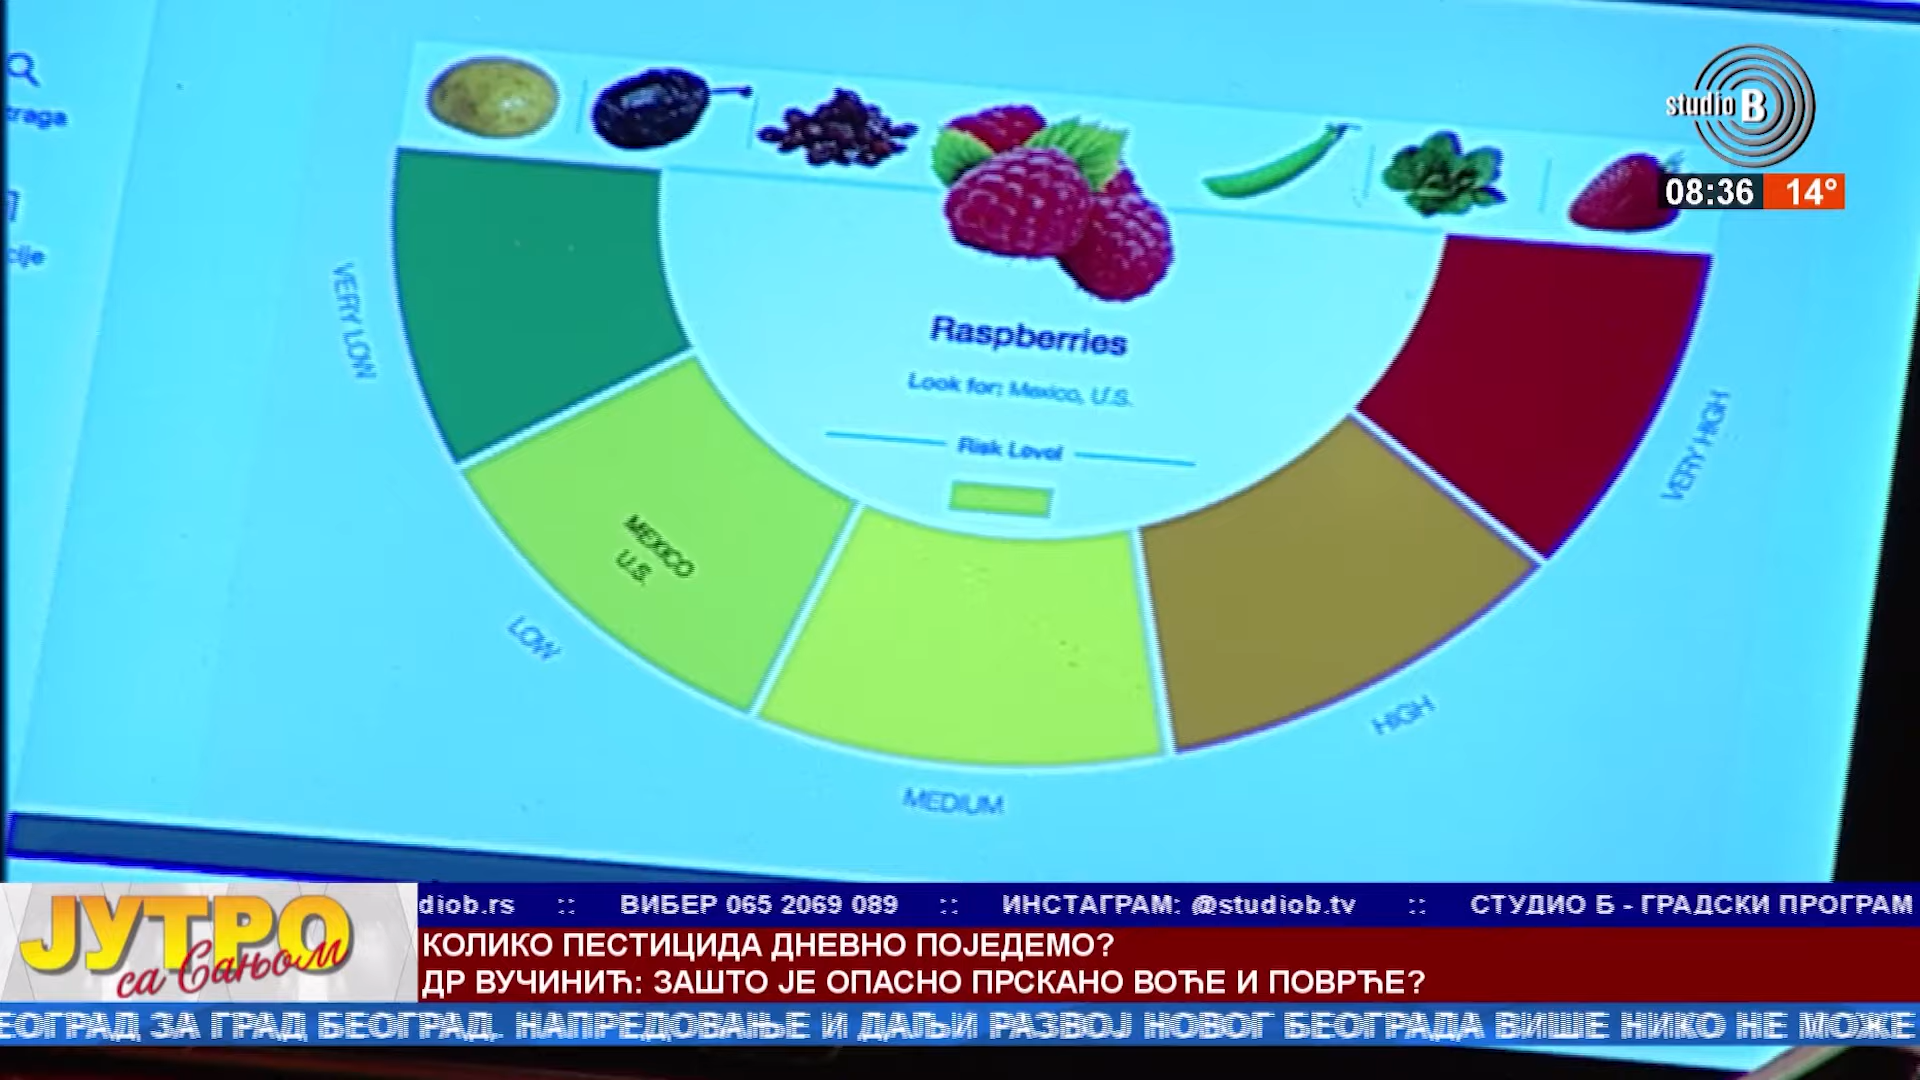 studio B
08:36 14°
Raspberries
Look for: Mexico, U.S.
Risk Level
VERY LOW
MEXICO
U.S.
LOW
MEDIUM
HIGH
VERY HIGH
ЈУТРО
са Сањом
diob.rs :: ВИБЕР 065 2069 089 :: ИНСТАГРАМ: @studiob.tv :: СТУДИО Б - ГРАДСКИ ПРОГРАМ
КОЛИКО ПЕСТИЦИДА ДНЕВНО ПОЈЕДЕМО?
ДР ВУЧИНИЋ: ЗАШТО ЈЕ ОПАСНО ПРСКАНО ВОЋЕ И ПОВРЋЕ?
ЕОГРАД ЗА ГРАД БЕОГРАД. НАПРЕДОВАЊЕ И ДАЉИ РАЗВОЈ НОВОГ БЕОГРАДА ВИШЕ НИКО НЕ МОЖЕ